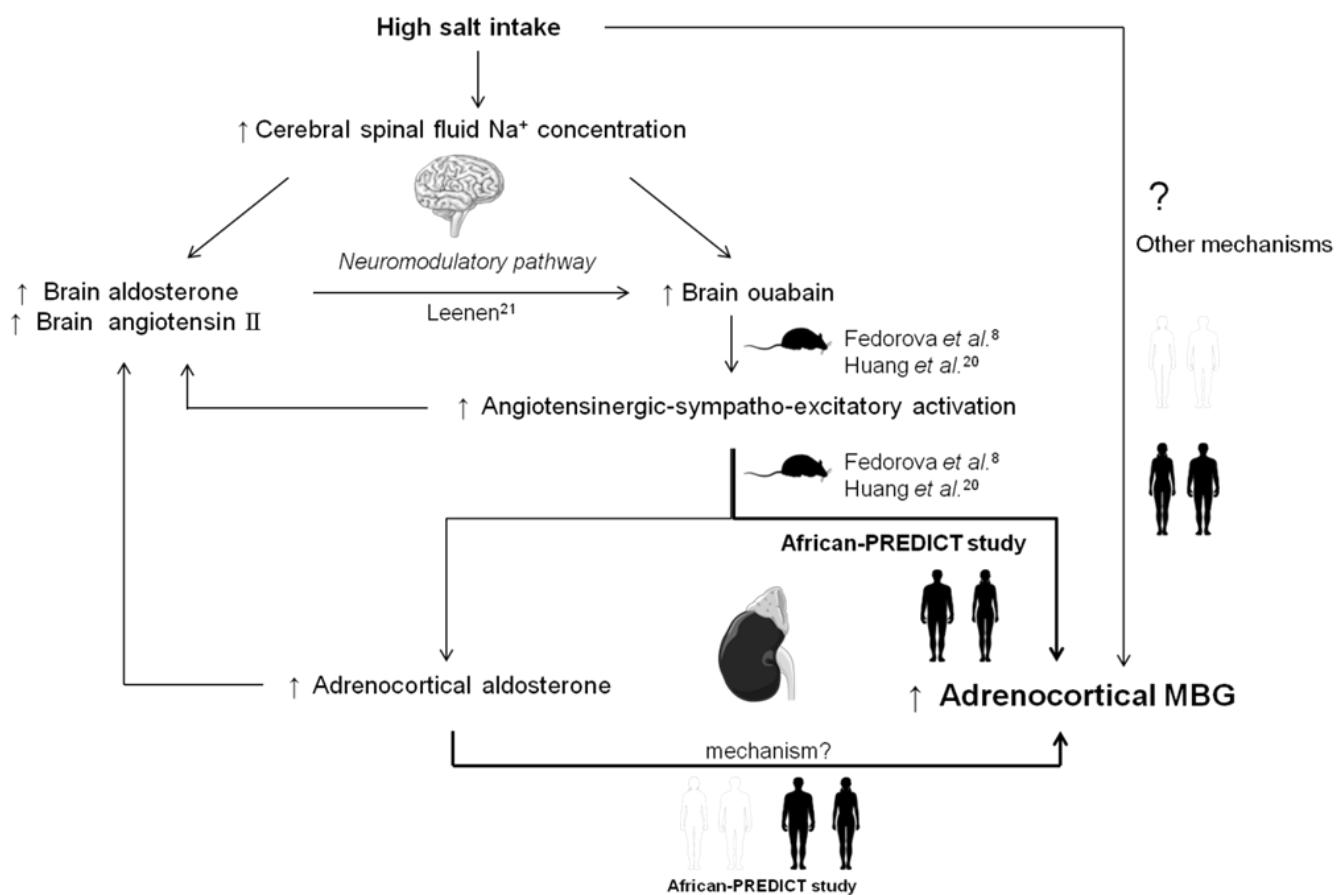 High salt intake
↑ Cerebral spinal fluid Na⁺ concentration
?
Other mechanisms
Neuromodulatory pathway
Leenen²¹
↑ Brain aldosterone
↑ Brain angiotensin II
↑ Brain ouabain
Fedorova et al.⁸
Huang et al.²⁰
↑ Angiotensinergic-sympatho-excitatory activation
Fedorova et al.⁸
Huang et al.²⁰
African-PREDICT study
↑ Adrenocortical aldosterone
↑ Adrenocortical MBG
mechanism?
African-PREDICT study